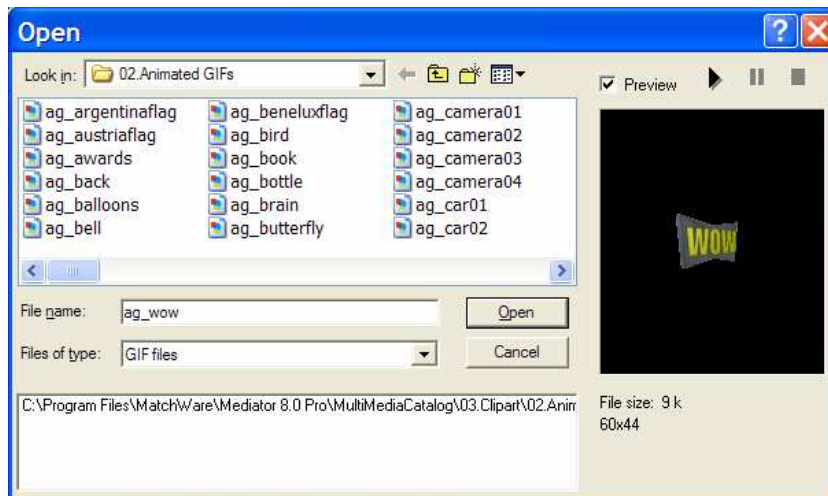 Open
Look in: 02.Animated GIFs
Preview
ag_argentinaflag ag_beneluxflag ag_camera01
ag_austriaflag ag_bird ag_camera02
ag_awards ag_book ag_camera03
ag_back ag_bottle ag_camera04
ag_balloons ag_brain ag_car01
ag_bell ag_butterfly ag_car02
WOW
File name: ag_wow Open
Files of type: GIF files Cancel
C:\Program Files\MatchWare\Mediator 8.0 Pro\MultiMediaCatalog\03.Clipart\02.Anim
File size: 9 k
60x44